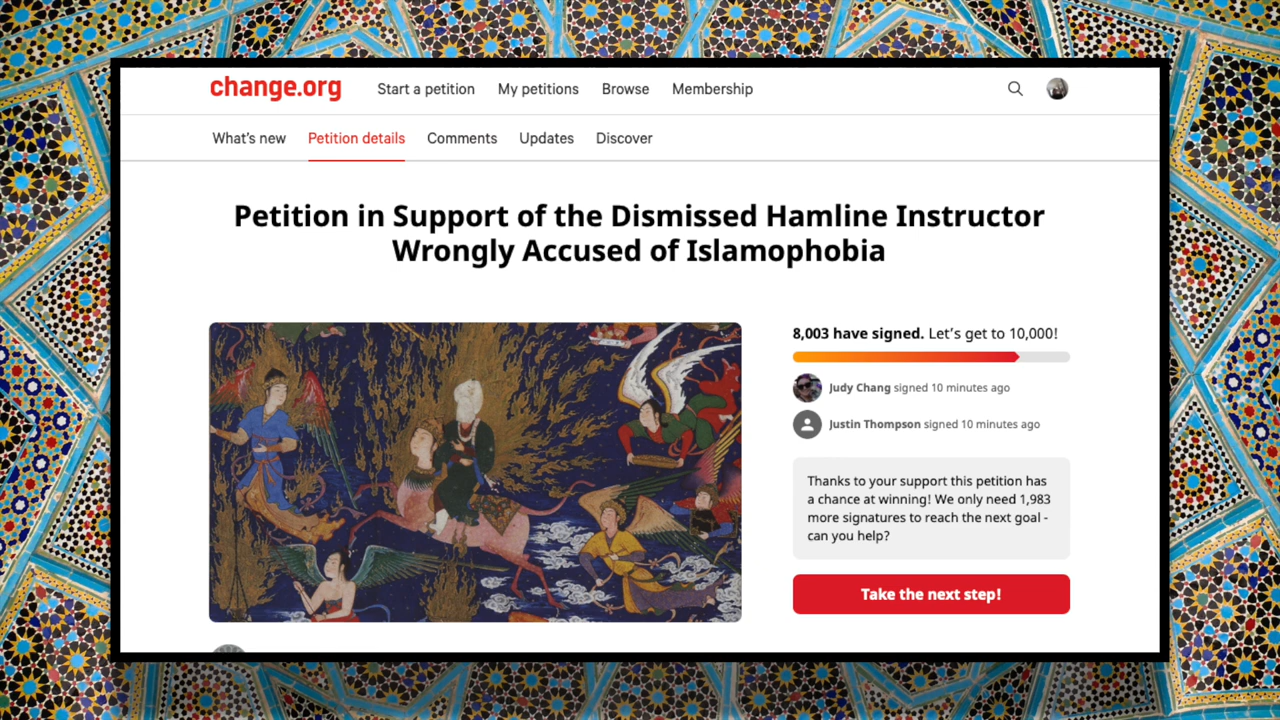 change.org
Start a petition
My petitions
Browse
Membership
What's new
Petition details
Comments
Updates
Discover
Petition in Support of the Dismissed Hamline Instructor
Wrongly Accused of Islamophobia
8,003 have signed. Let's get to 10,000!
Judy Chang signed 10 minutes ago
Justin Thompson signed 10 minutes ago
Thanks to your support this petition has
a chance at winning! We only need 1,983
more signatures to reach the next goal -
can you help?
Take the next step!